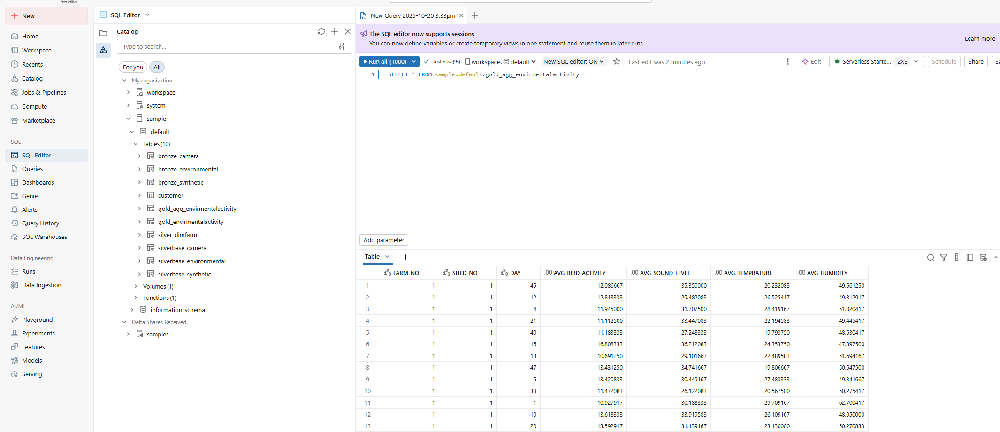 Free Edition
New
Home
Workspace
Recents
Catalog
Jobs & Pipelines
Compute
Marketplace
SQL
SQL Editor
Queries
Dashboards
Genie
Alerts
Query History
SQL Warehouses
Data Engineering
Runs
Data Ingestion
AI/ML
Playground
Experiments
Features
Models
Serving
SQL Editor
Catalog
Type to search...
For you All
My organization
workspace
system
sample
default
Tables (10)
bronze_camera
bronze_environmental
bronze_synthetic
customer
gold_agg_envirmentalactivity
gold_envirmentalactivity
silver_dimfarm
silverbase_camera
silverbase_environmental
silverbase_synthetic
Volumes (1)
Functions (1)
information_schema
Delta Shares Received
samples
New Query 2025-10-20 3:33pm
The SQL editor now supports sessions
You can now define variables or create temporary views in one statement and reuse them in later runs.
Learn more
Run all (1000) Just now (9s) workspace. default New SQL editor: ON Last edit was 2 minutes ago Edit Serverless Starte... 2XS Schedule Share Sa
1 SELECT * FROM sample.default.gold_agg_envirmentalactivity
Add parameter
Table
FARM_NO SHED_NO DAY AVG_BIRD_ACTIVITY AVG_SOUND_LEVEL AVG_TEMPRATURE AVG_HUMIDITY
1 1 1 45 12.086667 35.350000 20.232083 49.661250
2 1 1 12 12.818333 29.482083 26.525417 49.812917
3 1 1 4 11.945000 31.707500 28.419167 51.020417
4 1 1 21 11.112500 33.447083 22.194583 49.445417
5 1 1 40 11.183333 27.248333 19.793750 48.630417
6 1 1 16 16.808333 36.212083 24.353750 47.897500
7 1 1 18 10.691250 29.101667 22.489583 51.694167
8 1 1 47 13.431250 34.741667 19.806667 50.647500
9 1 1 5 13.420833 30.449167 27.483333 49.341667
10 1 1 33 11.472083 26.122083 20.567500 50.275417
11 1 1 1 10.927917 30.188333 29.709167 62.700417
12 1 1 10 13.618333 33.919583 26.109167 48.050000
13 1 1 20 13.592917 31.139167 23.130000 50.270833